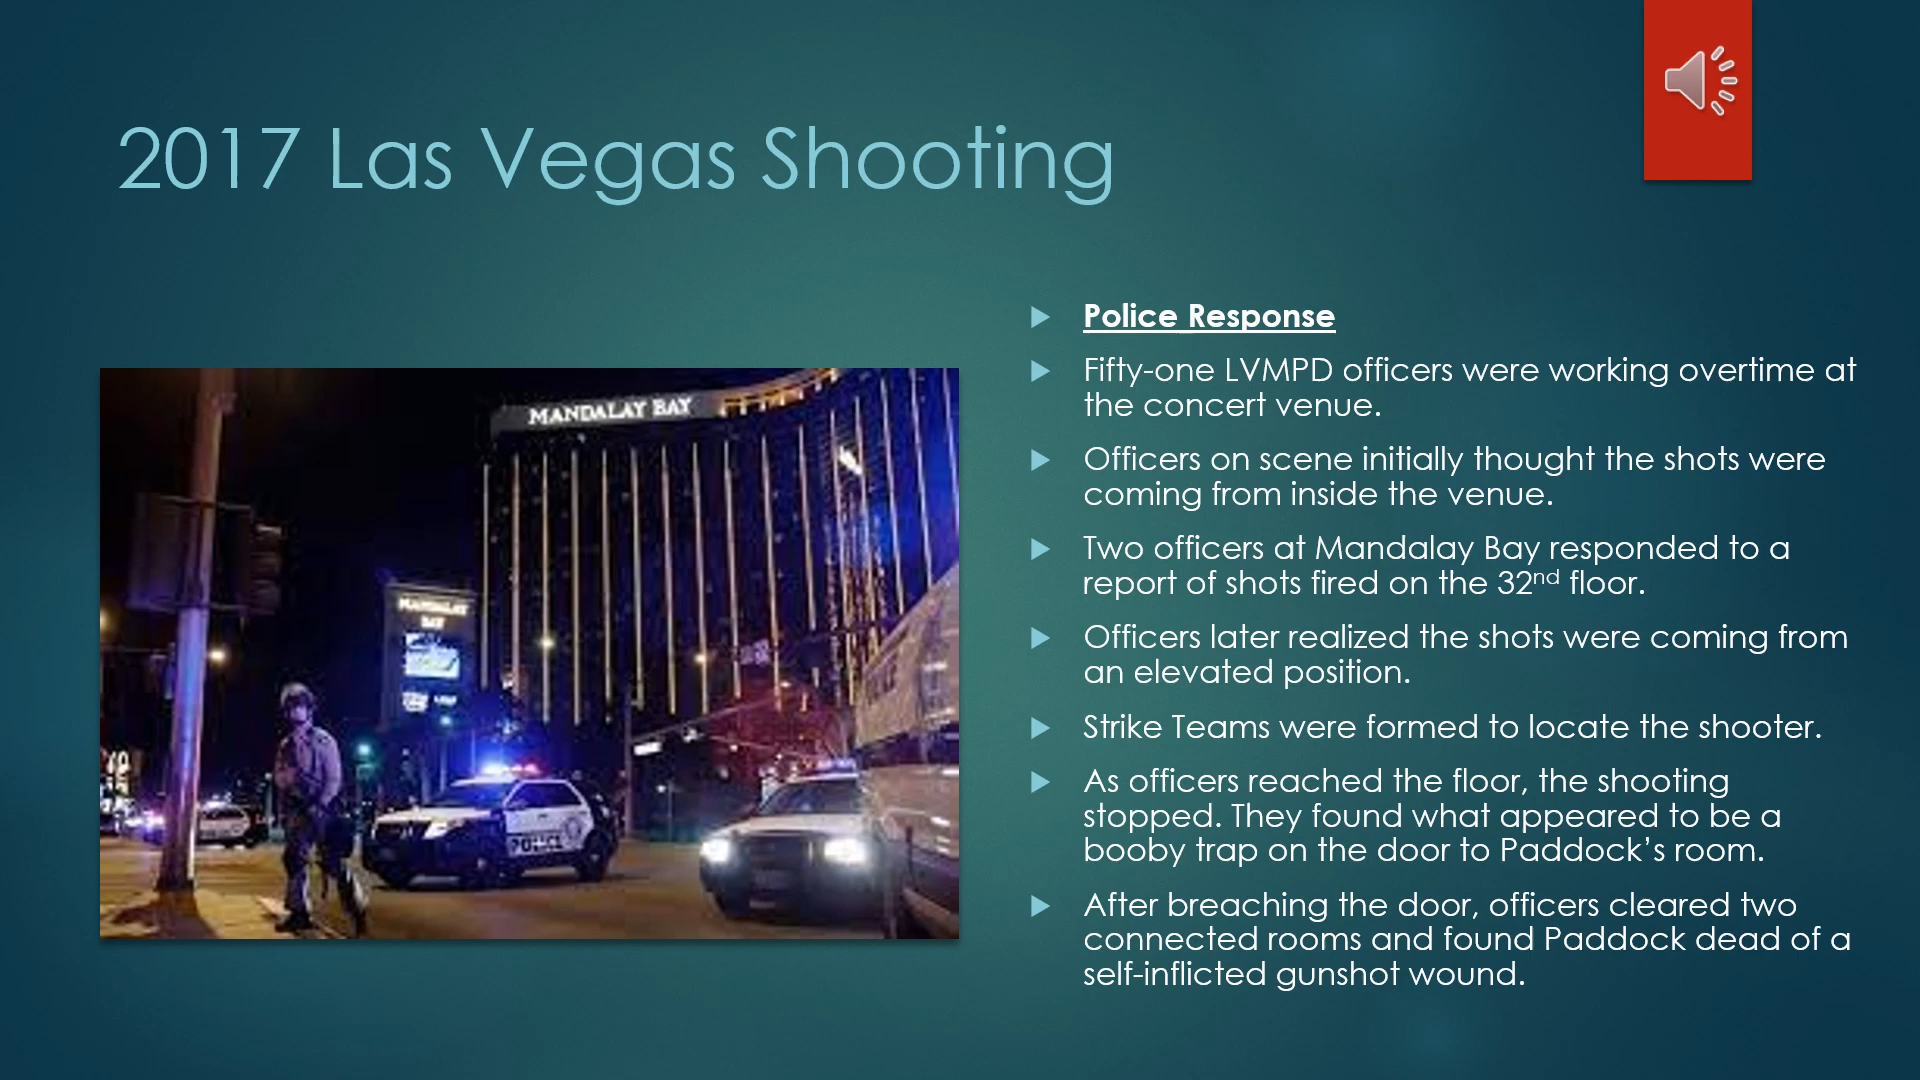 2017 Las Vegas Shooting
Police Response
Fifty-one LVMPD officers were working overtime at
the concert venue.
Officers on scene initially thought the shots were
coming from inside the venue.
Two officers at Mandalay Bay responded to a
report of shots fired on the 32nd floor.
Officers later realized the shots were coming from
an elevated position.
Strike Teams were formed to locate the shooter.
As officers reached the floor, the shooting
stopped. They found what appeared to be a
booby trap on the door to Paddock’s room.
After breaching the door, officers cleared two
connected rooms and found Paddock dead of a
self-inflicted gunshot wound.
MANDALAY BAY
MANDALAY
BAY
POLICE